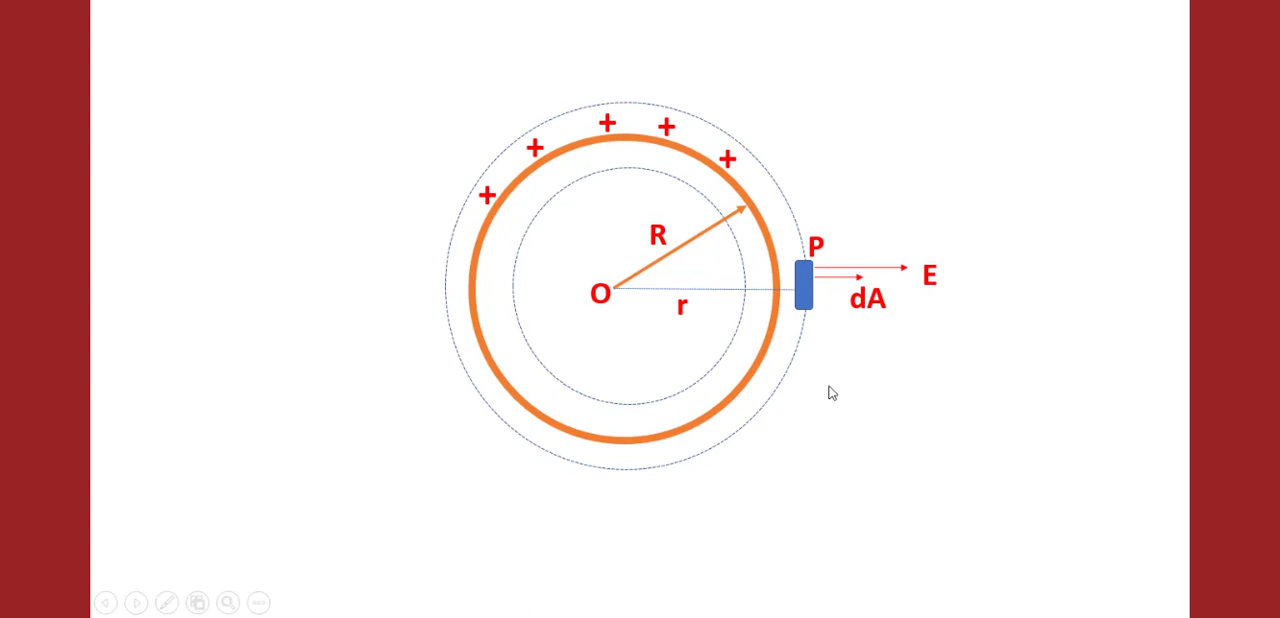 + +
+ +
+
R
P
E
O
r
dA